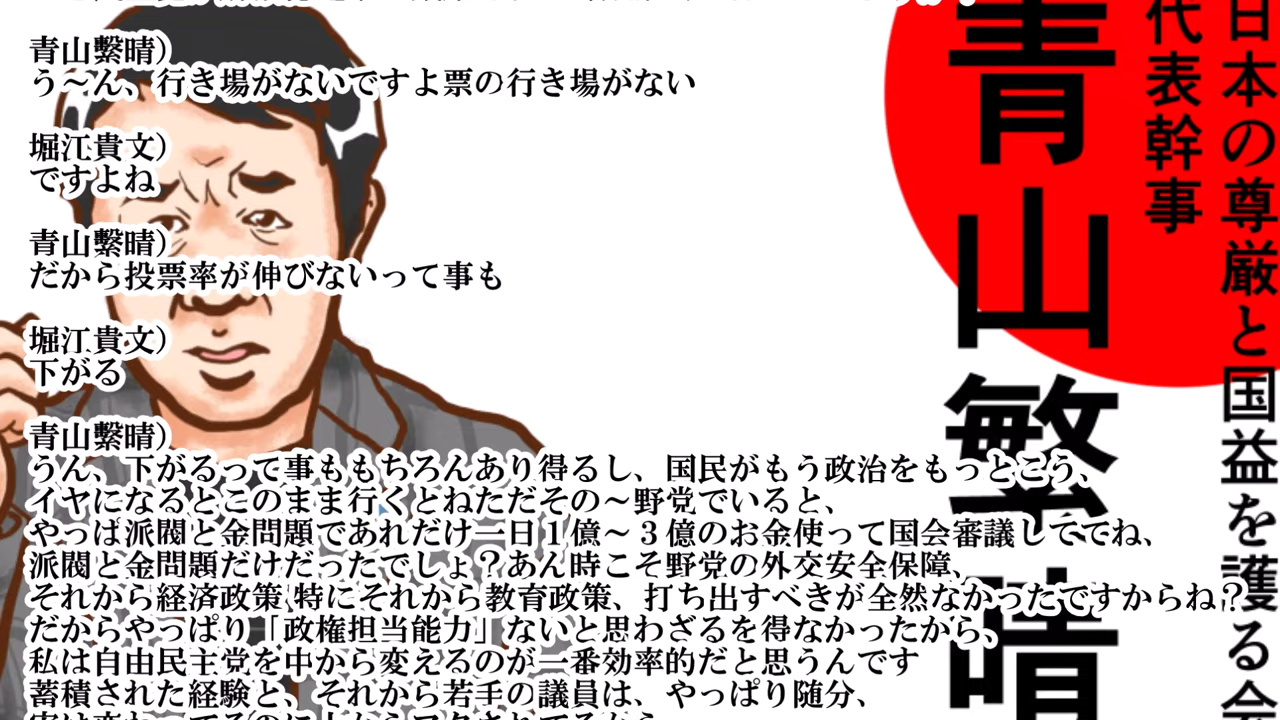 青山繋晴）
う～ん、行き場がないですよ票の行き場がない
堀江貴文）
ですよね
青山繋晴）
だから投票率が伸びないって事も
堀江貴文）
下がる
青山繋晴）
うん、下がるって事ももちろんあり得るし、国民がもう政治をもっとこう、
イヤになるとこのまま行くとねただその～野党でいると、
やっぱ派閥と金問題であれだけ一日１億～３億のお金使って国会審議しててね、
派閥と金問題だけだったでしょ？あん時こそ野党の外交安全保障、
それから経済政策,特にそれから教育政策、打ち出すべきが全然なかったですからね？
だからやっぱり「政権担当能力」ないと思わざるを得なかったから、
私は自由民主党を中から変えるのが一番効率的だと思うんです
蓄積された経験と、それから若手の議員は、やっぱり随分、
日本の尊厳と国益を護る会
代表幹事
青山繁晴